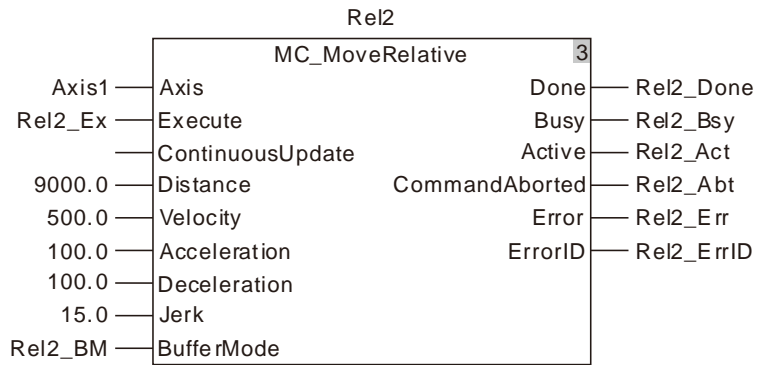 Rel2
MC_MoveRelative 3
Axis1 Axis Done Rel2_Done
Rel2_Ex Execute Busy Rel2_Bsy
ContinuousUpdate Active Rel2_Act
9000.0 Distance CommandAborted Rel2_Abt
500.0 Velocity Error Rel2_Err
100.0 Acceleration ErrorID Rel2_ErrID
100.0 Deceleration
15.0 Jerk
Rel2_BM BufferMode